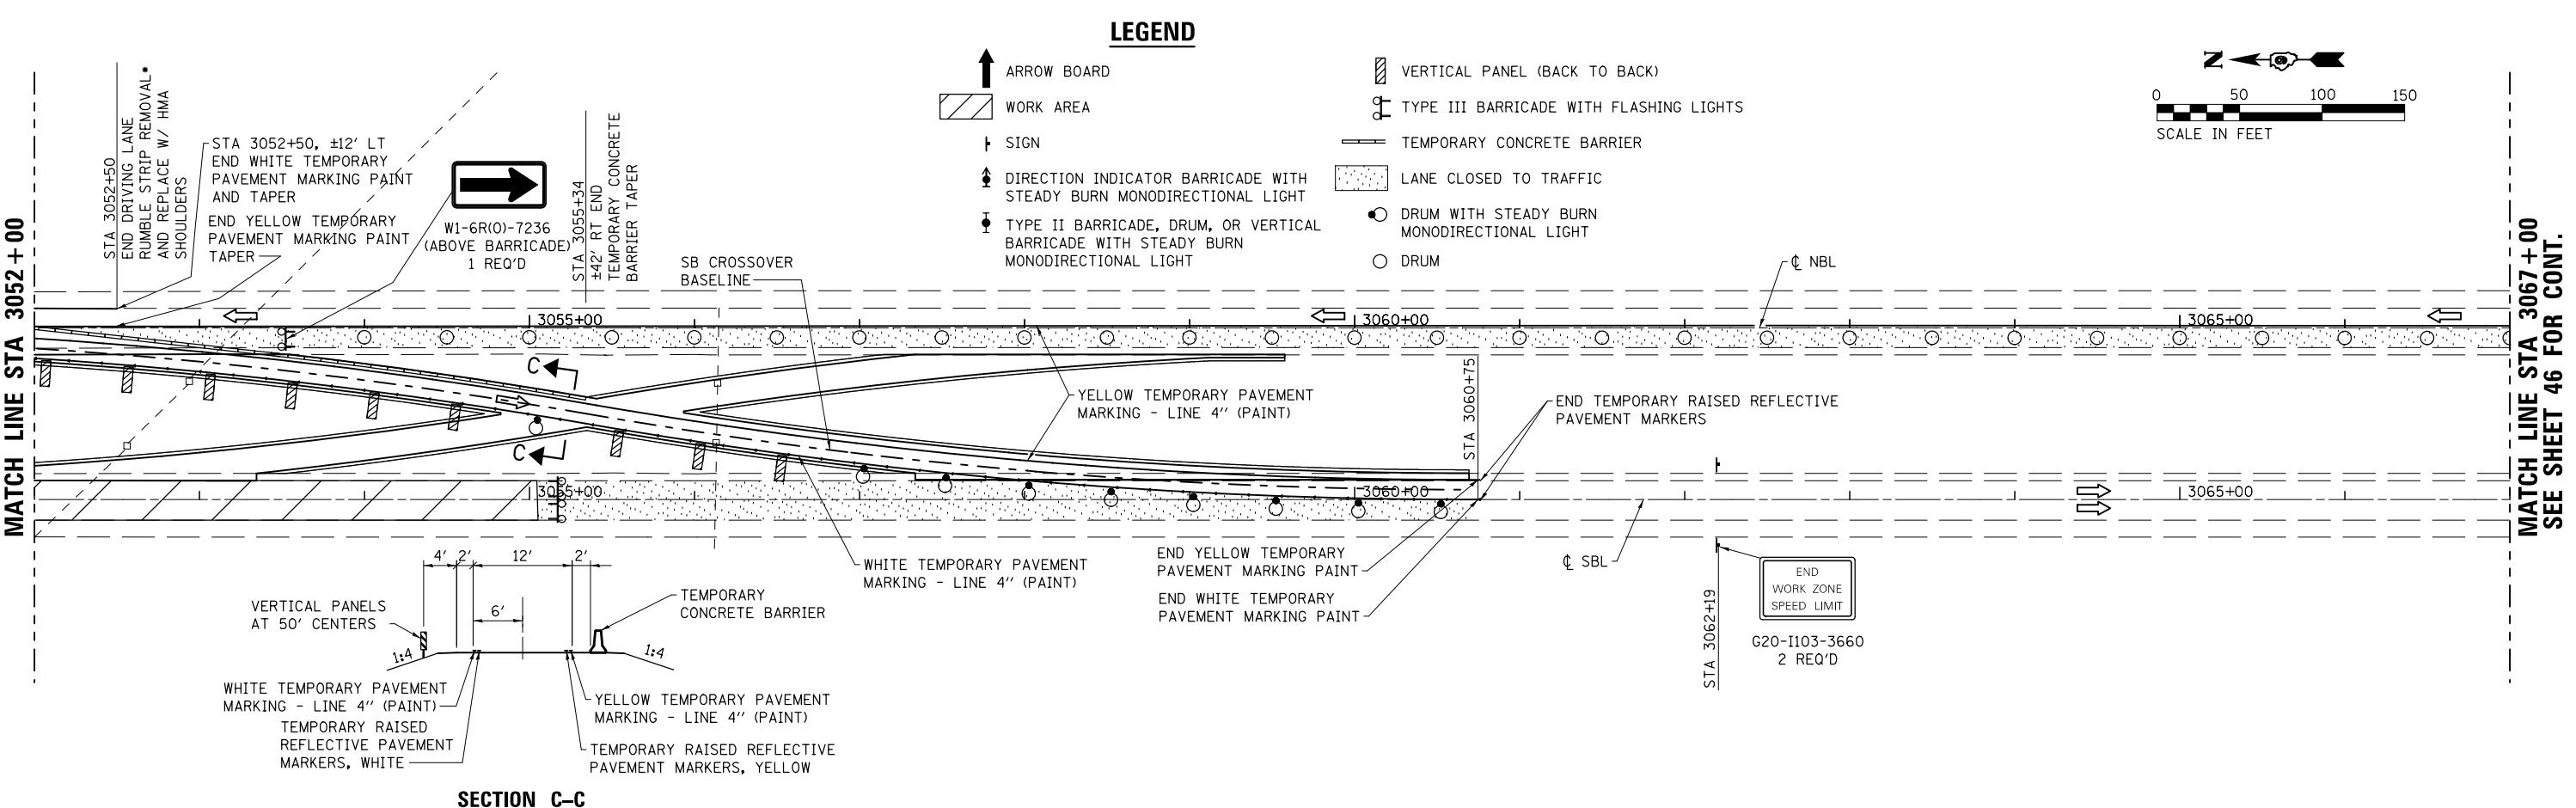 LEGEND
ARROW BOARD
WORK AREA
SIGN
DIRECTION INDICATOR BARRICADE WITH
STEADY BURN MONODIRECTIONAL LIGHT
TYPE II BARRICADE, DRUM, OR VERTICAL
BARRICADE WITH STEADY BURN
MONODIRECTIONAL LIGHT
VERTICAL PANEL (BACK TO BACK)
TYPE III BARRICADE WITH FLASHING LIGHTS
TEMPORARY CONCRETE BARRIER
LANE CLOSED TO TRAFFIC
DRUM WITH STEADY BURN
MONODIRECTIONAL LIGHT
DRUM
N
0 50 100 150
SCALE IN FEET
MATCH LINE STA 3052+00
STA 3052+50
END DRIVING LANE
RUMBLE STRIP REMOVAL*
AND REPLACE W/ HMA
SHOULDERS
STA 3052+50, ±12' LT
END WHITE TEMPORARY
PAVEMENT MARKING PAINT
AND TAPER
END YELLOW TEMPORARY
PAVEMENT MARKING PAINT
TAPER
W1-6R(O)-7236
(ABOVE BARRICADE)
1 REQ'D
STA 3055+34
±42' RT END
TEMPORARY CONCRETE
BARRIER TAPER
SB CROSSOVER
BASELINE
℄ NBL
3055+00
3060+00
3065+00
C
C
YELLOW TEMPORARY PAVEMENT
MARKING - LINE 4'' (PAINT)
STA 3060+75
END TEMPORARY RAISED REFLECTIVE
PAVEMENT MARKERS
3055+00
3060+00
3065+00
WHITE TEMPORARY PAVEMENT
MARKING - LINE 4'' (PAINT)
END YELLOW TEMPORARY
PAVEMENT MARKING PAINT
END WHITE TEMPORARY
PAVEMENT MARKING PAINT
℄ SBL
STA 3062+19
END
WORK ZONE
SPEED LIMIT
G20-I103-3660
2 REQ'D
MATCH LINE STA 3067+00
SEE SHEET 46 FOR CONT.
4' 2' 12' 2'
6'
VERTICAL PANELS
AT 50' CENTERS
TEMPORARY
CONCRETE BARRIER
1:4
1:4
WHITE TEMPORARY PAVEMENT
MARKING - LINE 4'' (PAINT)
TEMPORARY RAISED
REFLECTIVE PAVEMENT
MARKERS, WHITE
YELLOW TEMPORARY PAVEMENT
MARKING - LINE 4'' (PAINT)
TEMPORARY RAISED REFLECTIVE
PAVEMENT MARKERS, YELLOW
SECTION C–C